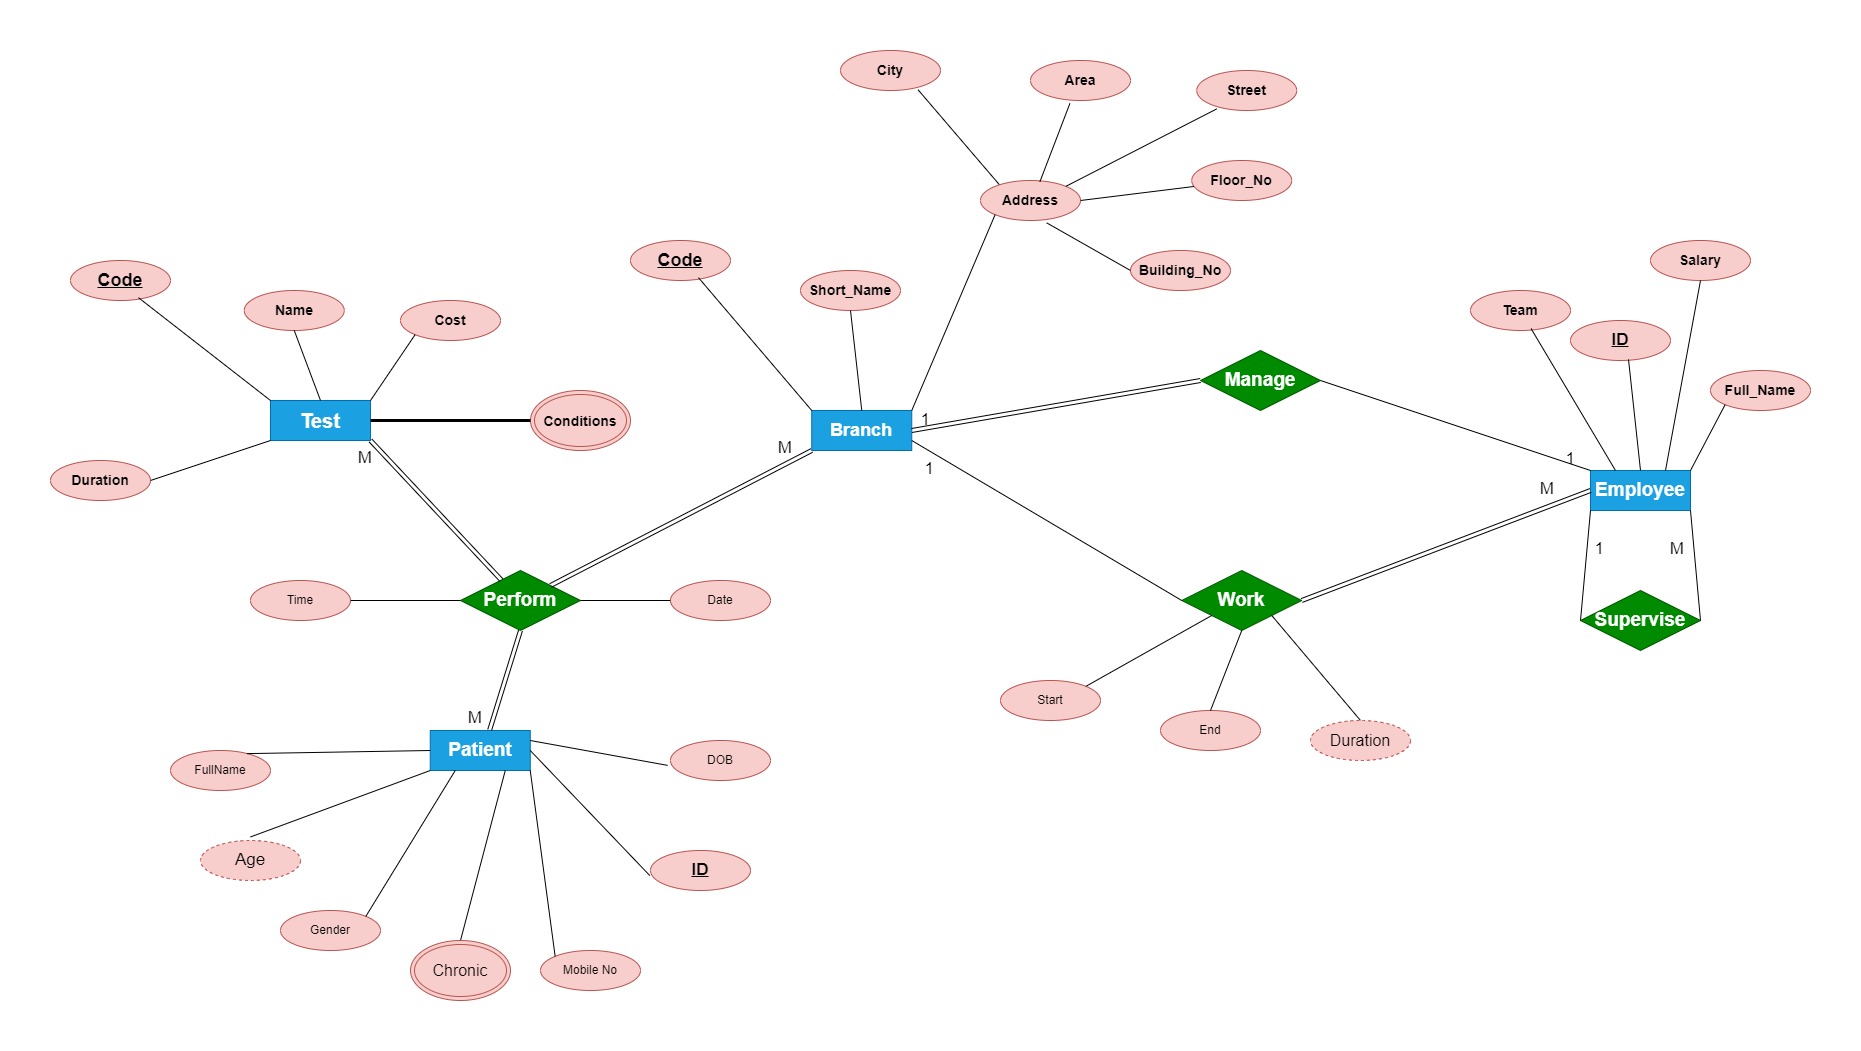 City
Area
Street
Floor_No
Address
Building_No
Code
Short_Name
Code
Name
Cost
Salary
Team
ID
Full_Name
Manage
Test
Conditions
Branch
1
M
M
1
1
M
Employee
Duration
1
M
Time
Perform
Date
Work
Supervise
M
Start
End
Duration
FullName
Patient
DOB
Age
ID
Gender
Chronic
Mobile No